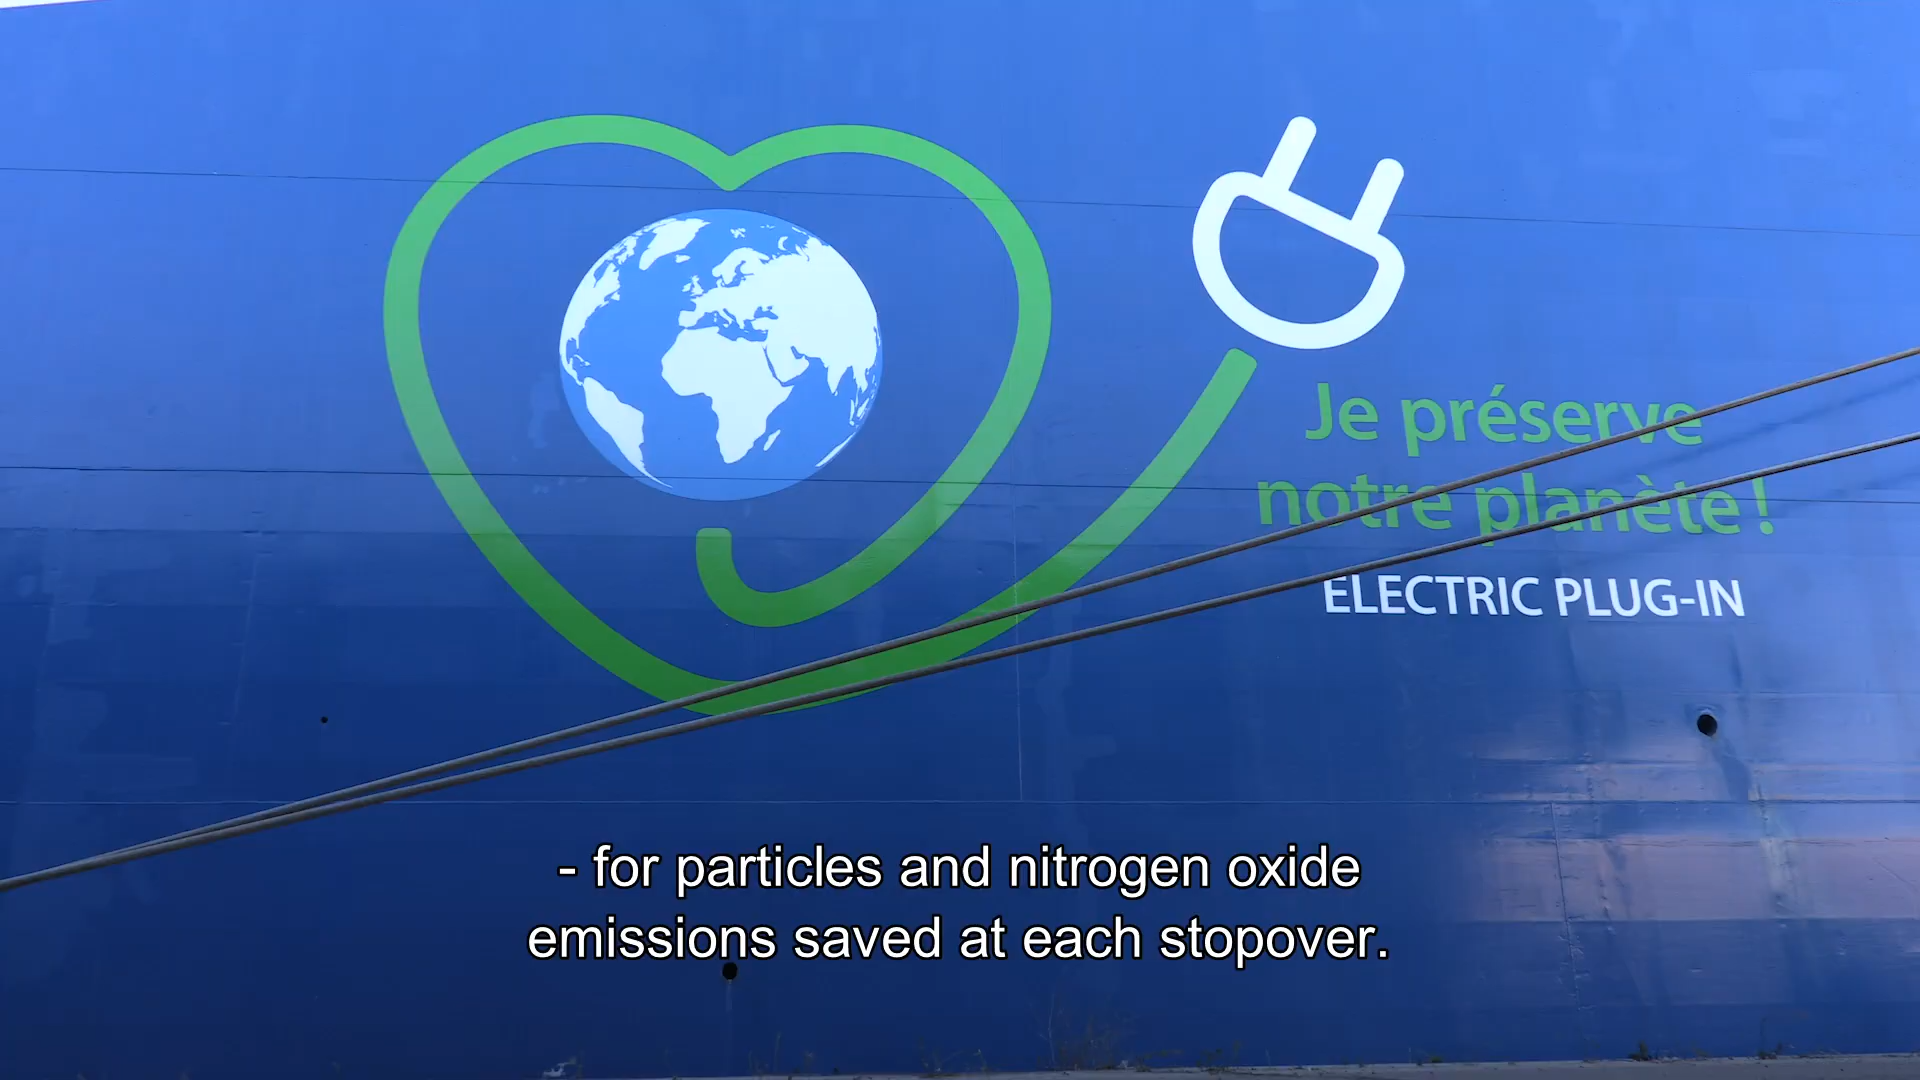 Je préserve
notre planète !
ELECTRIC PLUG-IN
- for particles and nitrogen oxide
emissions saved at each stopover.